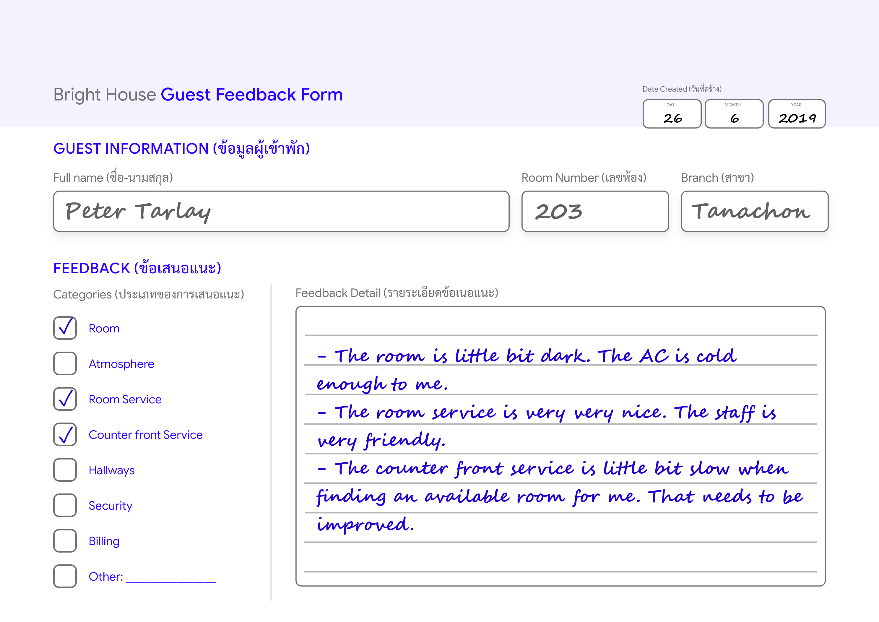 Bright House Guest Feedback Form
Date Created (วันที่สร้าง)
DAY MONTH YEAR
26 6 2019
GUEST INFORMATION (ข้อมูลผู้เข้าพัก)
Full name (ชื่อ-นามสกุล) Room Number (เลขห้อง) Branch (สาขา)
Peter Tarlay 203 Tanachon
FEEDBACK (ข้อเสนอแนะ)
Categories (ประเภทของการเสนอแนะ)
Room
Atmosphere
Room Service
Counter front Service
Hallways
Security
Billing
Other: ________________
Feedback Detail (รายระเอียดข้อเนอแนะ)
- The room is little bit dark. The AC is cold
enough to me.
- The room service is very very nice. The staff is
very friendly.
- The counter front service is little bit slow when
finding an available room for me. That needs to be
improved.